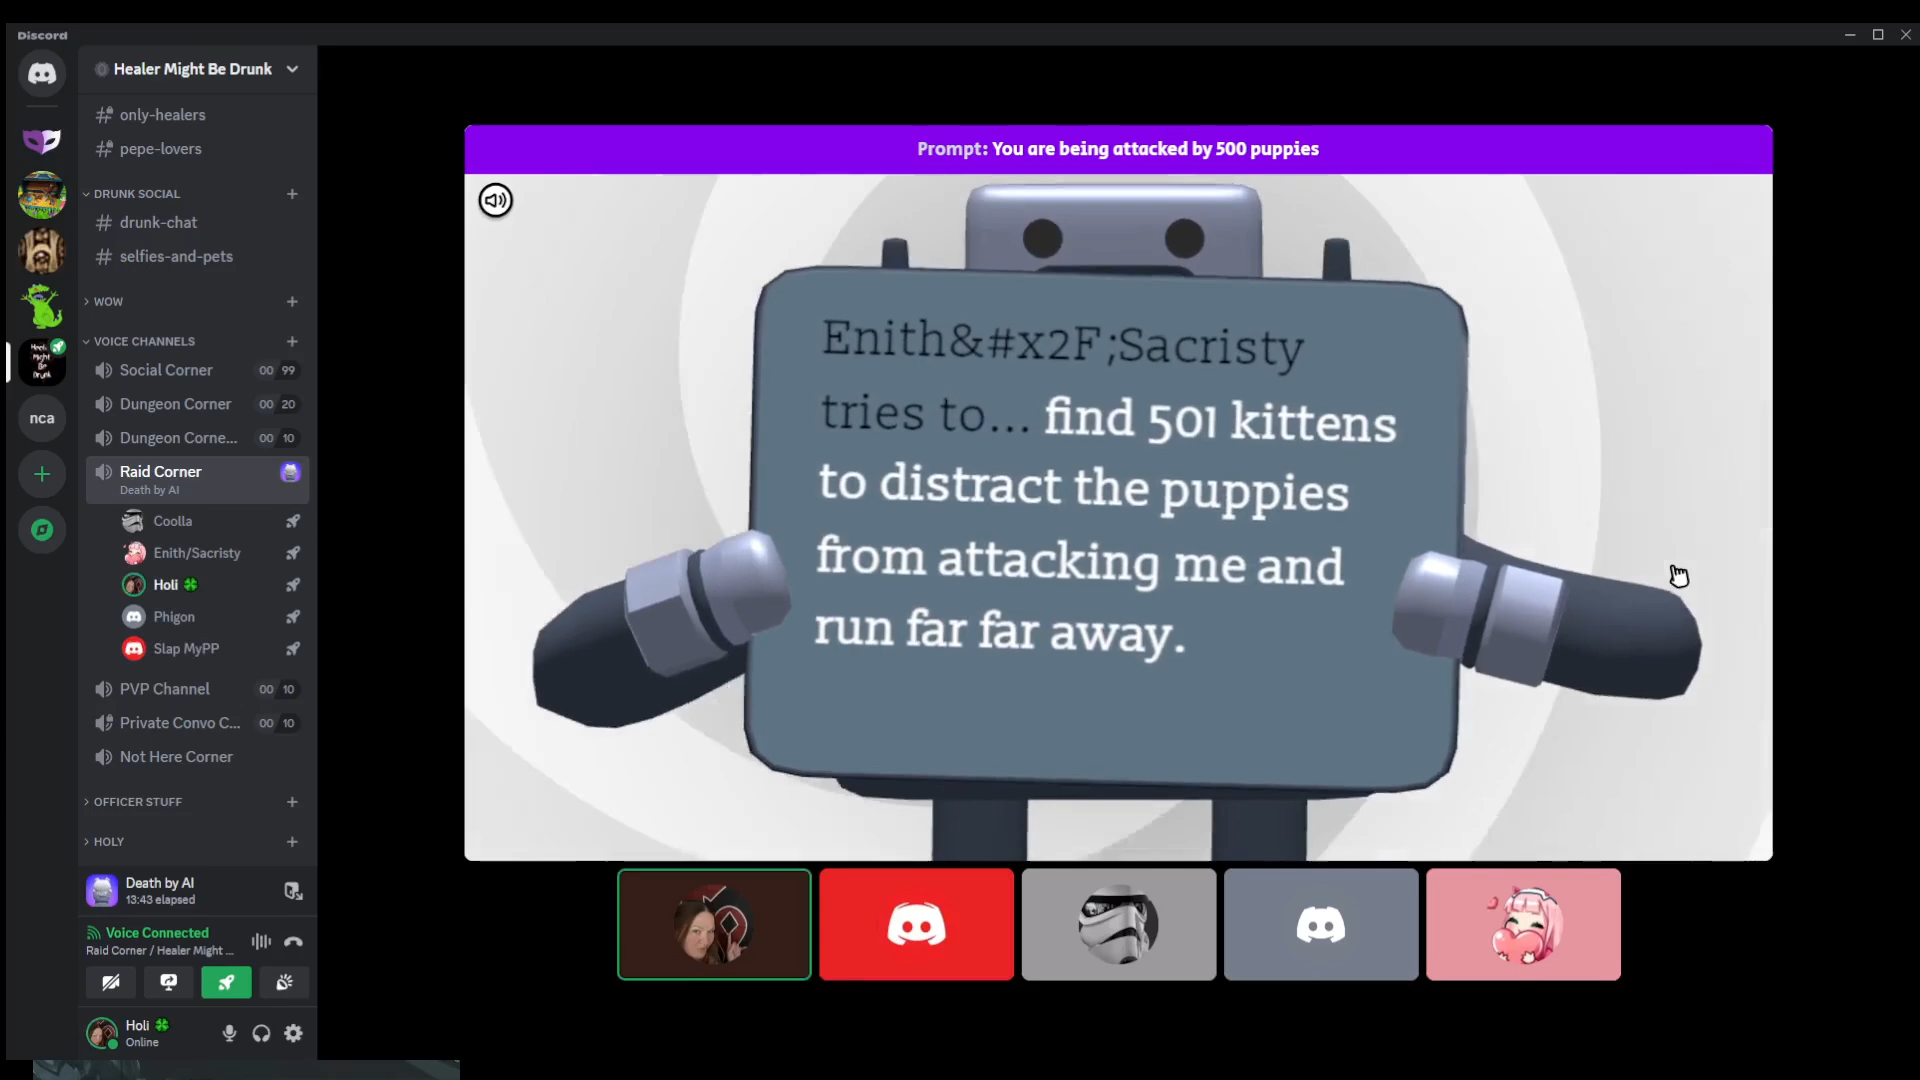 Discord
Healer Might Be Drunk
only-healers
pepe-lovers
DRUNK SOCIAL
drunk-chat
selfies-and-pets
WOW
VOICE CHANNELS
Social Corner 00 99
Dungeon Corner 00 20
Dungeon Corne... 00 10
Raid Corner
Death by AI
Coolla
Enith/Sacristy
Holi
Phigon
Slap MyPP
PVP Channel 00 10
Private Convo C... 00 10
Not Here Corner
OFFICER STUFF
HOLY
nca
Death by AI
13:43 elapsed
Voice Connected
Raid Corner / Healer Might ...
Holi
Online
Prompt: You are being attacked by 500 puppies
Enith&#x2F;Sacristy
tries to... find 501 kittens
to distract the puppies
from attacking me and
run far far away.